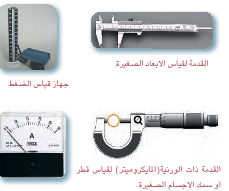 القدمة لقياس الابعاد الصغيرة
جهاز قياس الضغط
A
القدمة ذات الورنية(المايكروميتر) لقياس قطر
او سمك الاجسام الصغيرة.